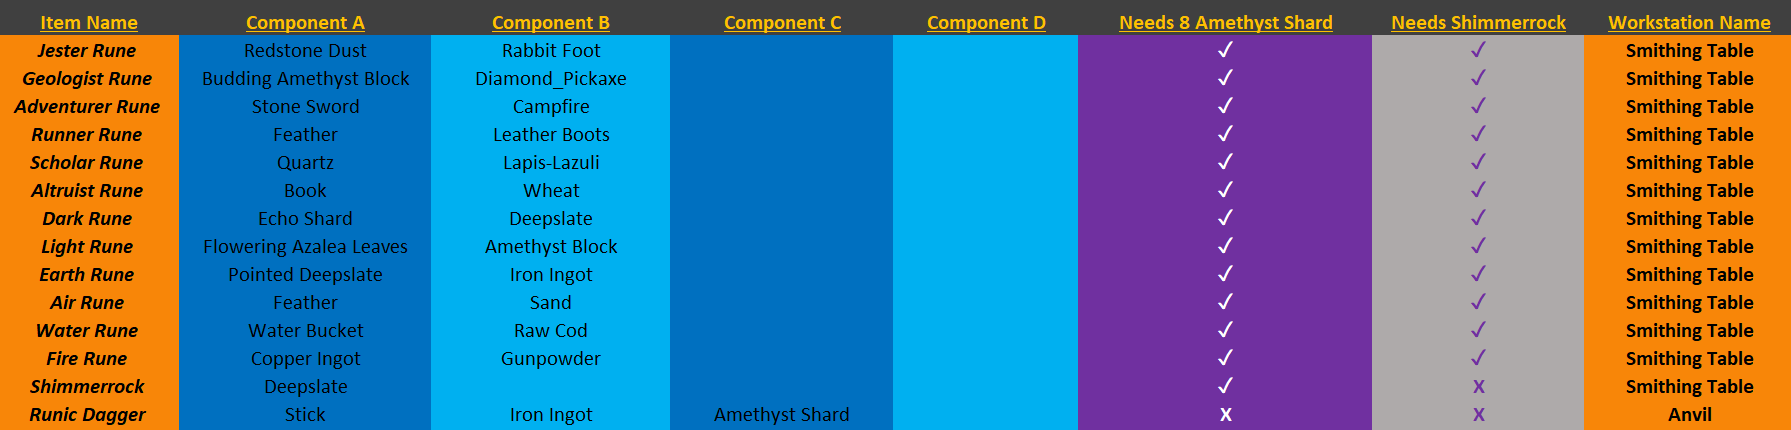 Item Name Component A Component B Component C Component D Needs 8 Amethyst Shard Needs Shimmerrock Workstation Name
Jester Rune Redstone Dust Rabbit Foot ✓ ✓ Smithing Table
Geologist Rune Budding Amethyst Block Diamond_Pickaxe ✓ ✓ Smithing Table
Adventurer Rune Stone Sword Campfire ✓ ✓ Smithing Table
Runner Rune Feather Leather Boots ✓ ✓ Smithing Table
Scholar Rune Quartz Lapis-Lazuli ✓ ✓ Smithing Table
Altruist Rune Book Wheat ✓ ✓ Smithing Table
Dark Rune Echo Shard Deepslate ✓ ✓ Smithing Table
Light Rune Flowering Azalea Leaves Amethyst Block ✓ ✓ Smithing Table
Earth Rune Pointed Deepslate Iron Ingot ✓ ✓ Smithing Table
Air Rune Feather Sand ✓ ✓ Smithing Table
Water Rune Water Bucket Raw Cod ✓ ✓ Smithing Table
Fire Rune Copper Ingot Gunpowder ✓ ✓ Smithing Table
Shimmerrock Deepslate ✓ X Smithing Table
Runic Dagger Stick Iron Ingot Amethyst Shard X X Anvil